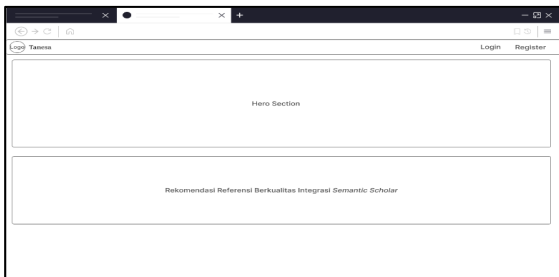 Logo Tanesa Login Register
Hero Section
Rekomendasi Referensi Berkualitas Integrasi Semantic Scholar